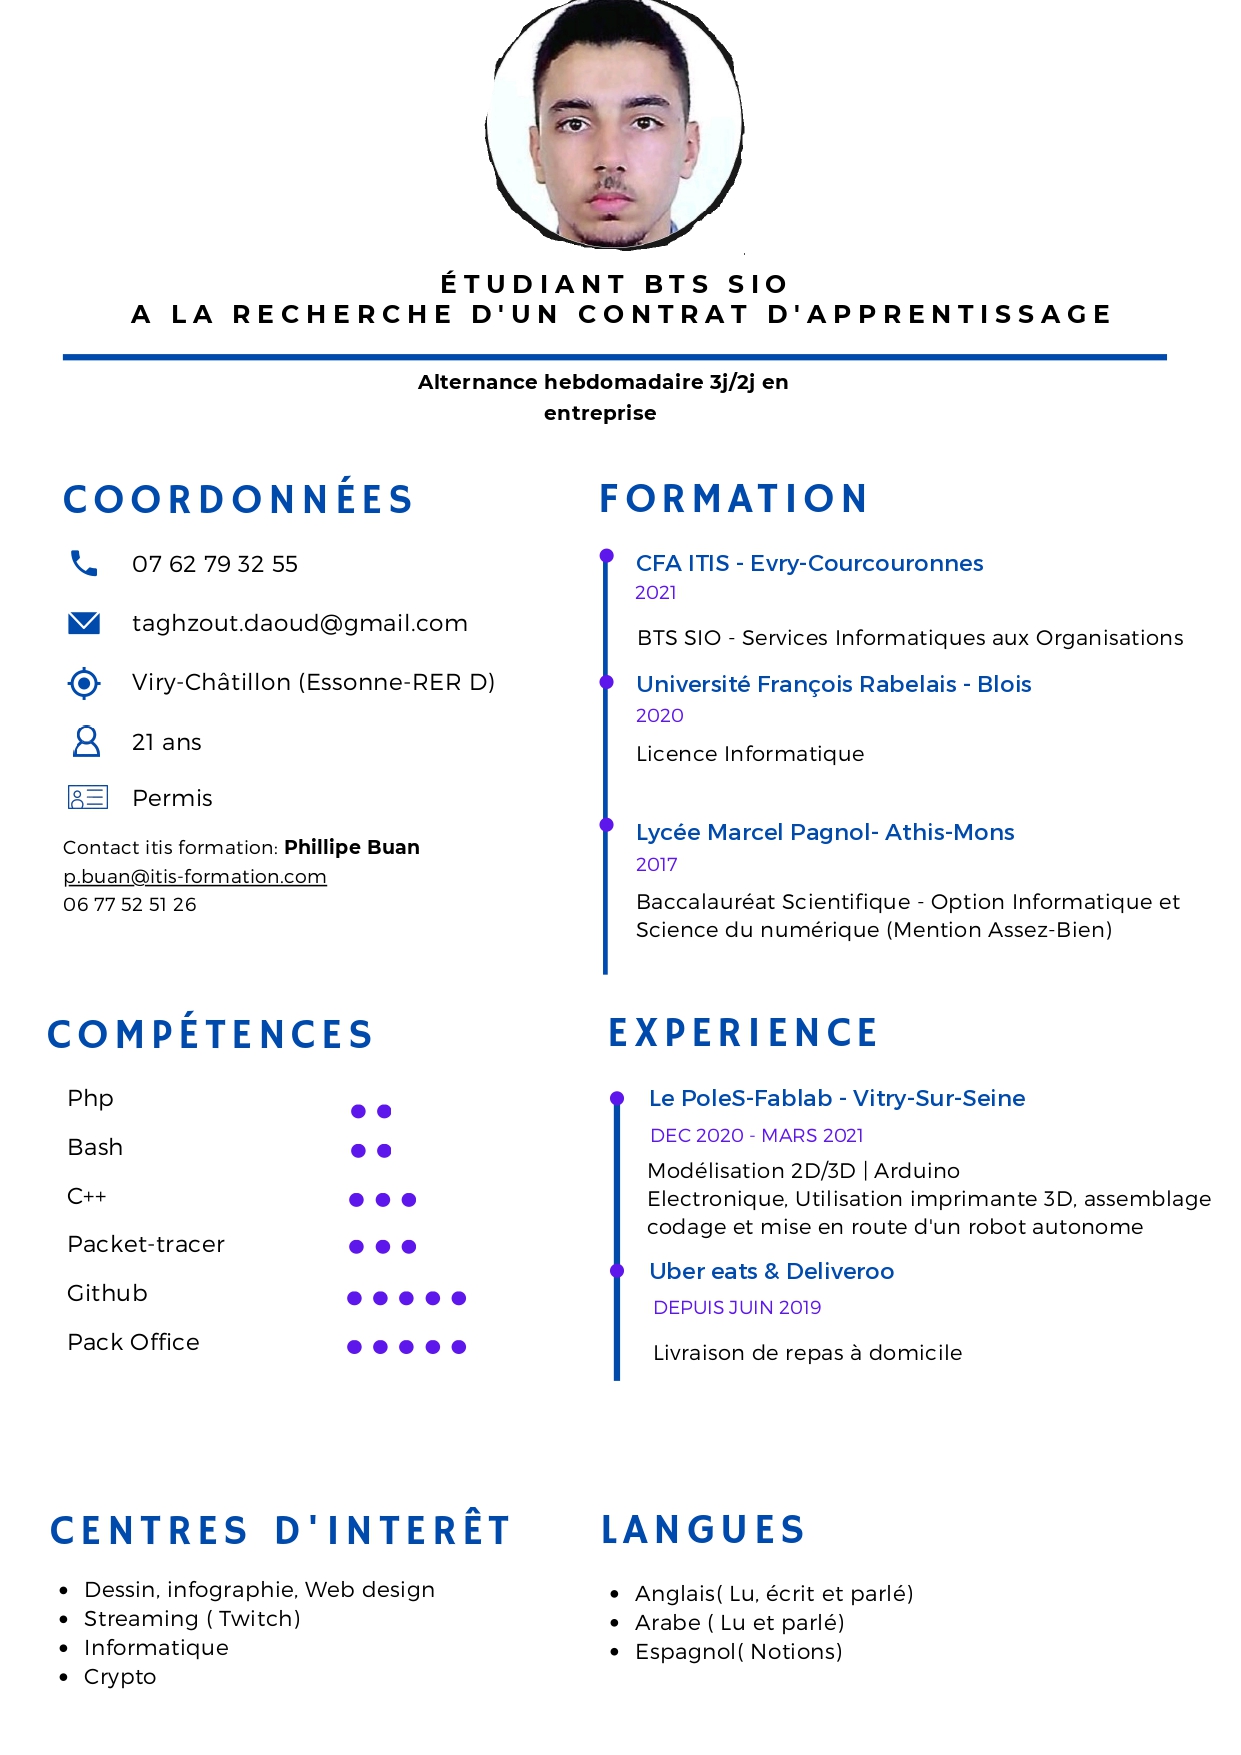 ÉTUDIANT BTS SIO
A LA RECHERCHE D'UN CONTRAT D'APPRENTISSAGE
Alternance hebdomadaire 3j/2j en
entreprise
COORDONNÉES
07 62 79 32 55
taghzout.daoud@gmail.com
Viry-Châtillon (Essonne-RER D)
21 ans
Permis
Contact itis formation: Phillipe Buan
p.buan@itis-formation.com
06 77 52 51 26
FORMATION
CFA ITIS - Evry-Courcouronnes
2021
BTS SIO - Services Informatiques aux Organisations
Université François Rabelais - Blois
2020
Licence Informatique
Lycée Marcel Pagnol- Athis-Mons
2017
Baccalauréat Scientifique - Option Informatique et
Science du numérique (Mention Assez-Bien)
COMPÉTENCES
Php
Bash
C++
Packet-tracer
Github
Pack Office
EXPERIENCE
Le PoleS-Fablab - Vitry-Sur-Seine
DEC 2020 - MARS 2021
Modélisation 2D/3D | Arduino
Electronique, Utilisation imprimante 3D, assemblage
codage et mise en route d'un robot autonome
Uber eats & Deliveroo
DEPUIS JUIN 2019
Livraison de repas à domicile
CENTRES D'INTERÊT
• Dessin, infographie, Web design
• Streaming ( Twitch)
• Informatique
• Crypto
LANGUES
• Anglais( Lu, écrit et parlé)
• Arabe ( Lu et parlé)
• Espagnol( Notions)